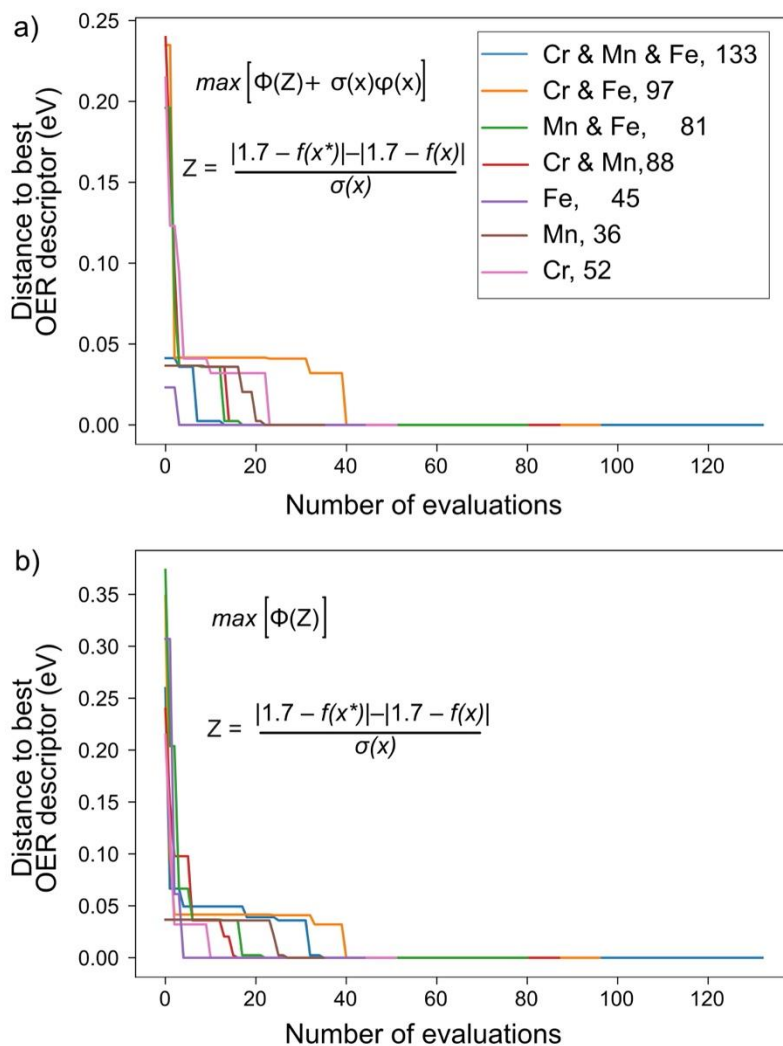 a)
Distance to best
OER descriptor (eV)
0.25
0.20
0.15
0.10
0.05
0.00
max[Φ(Z)+ σ(x)φ(x)]
Z = |1.7 – f(x*)|–|1.7 – f(x)|
σ(x)
Cr & Mn & Fe, 133
Cr & Fe, 97
Mn & Fe, 81
Cr & Mn,88
Fe, 45
Mn, 36
Cr, 52
0 20 40 60 80 100 120
Number of evaluations
b)
Distance to best
OER descriptor (eV)
0.35
0.30
0.25
0.20
0.15
0.10
0.05
0.00
max[Φ(Z)]
Z = |1.7 – f(x*)|–|1.7 – f(x)|
σ(x)
0 20 40 60 80 100 120
Number of evaluations